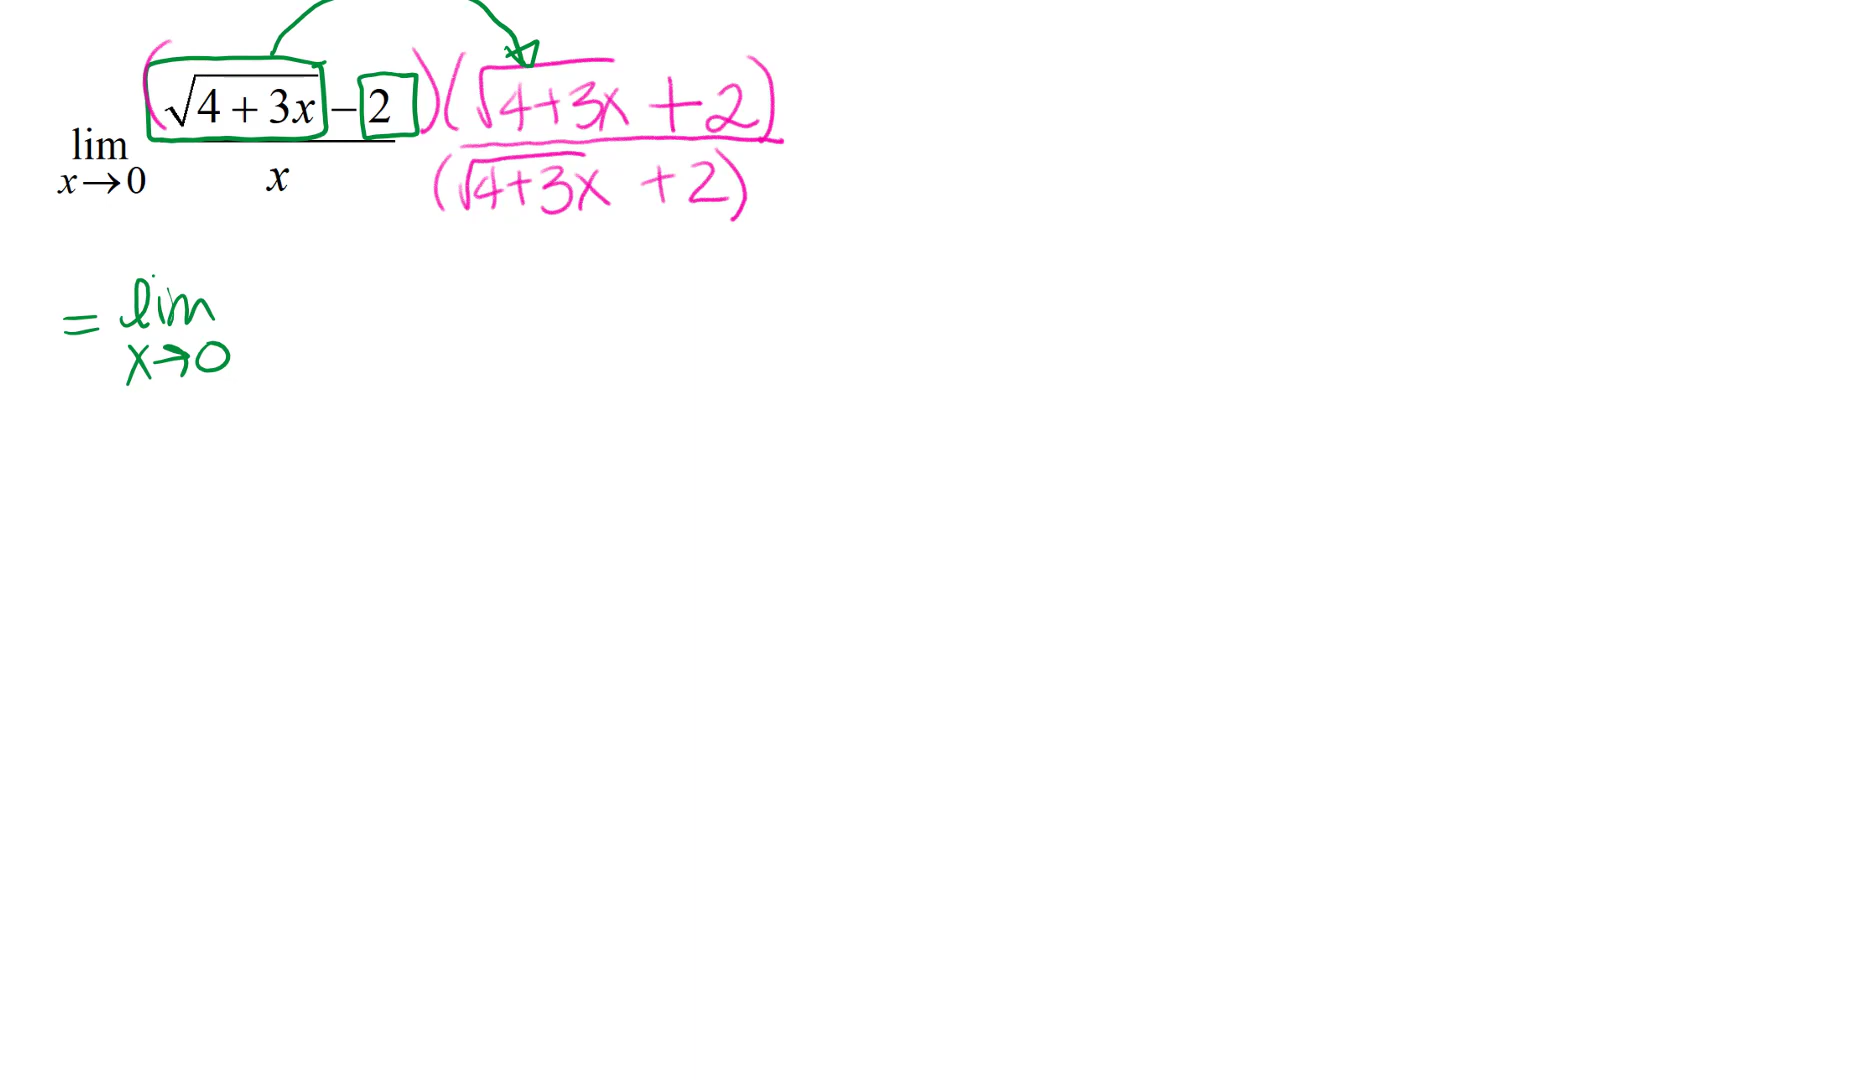 lim x→0 (√4 + 3x − 2)/x (√4+3x + 2)/(√4+3x + 2)
= lim x→0